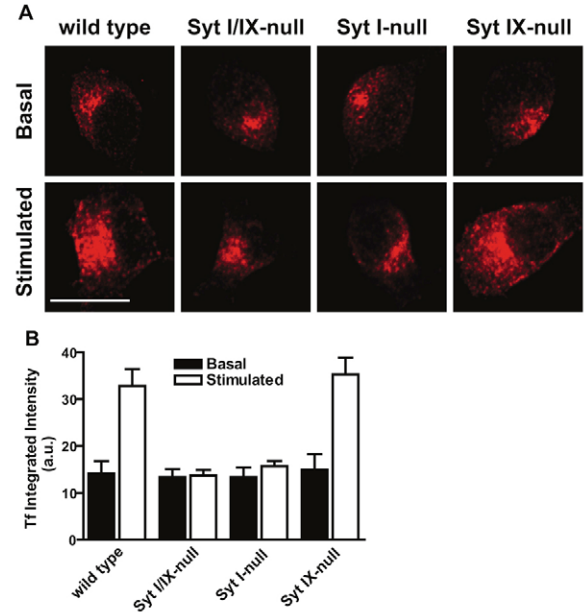 A
wild type Syt I/IX-null Syt I-null Syt IX-null
Basal
Stimulated
B
Tf Integrated Intensity
(a.u.)
40
30
20
10
0
Basal
Stimulated
wild type
Syt I/IX-null
Syt I-null
Syt IX-null